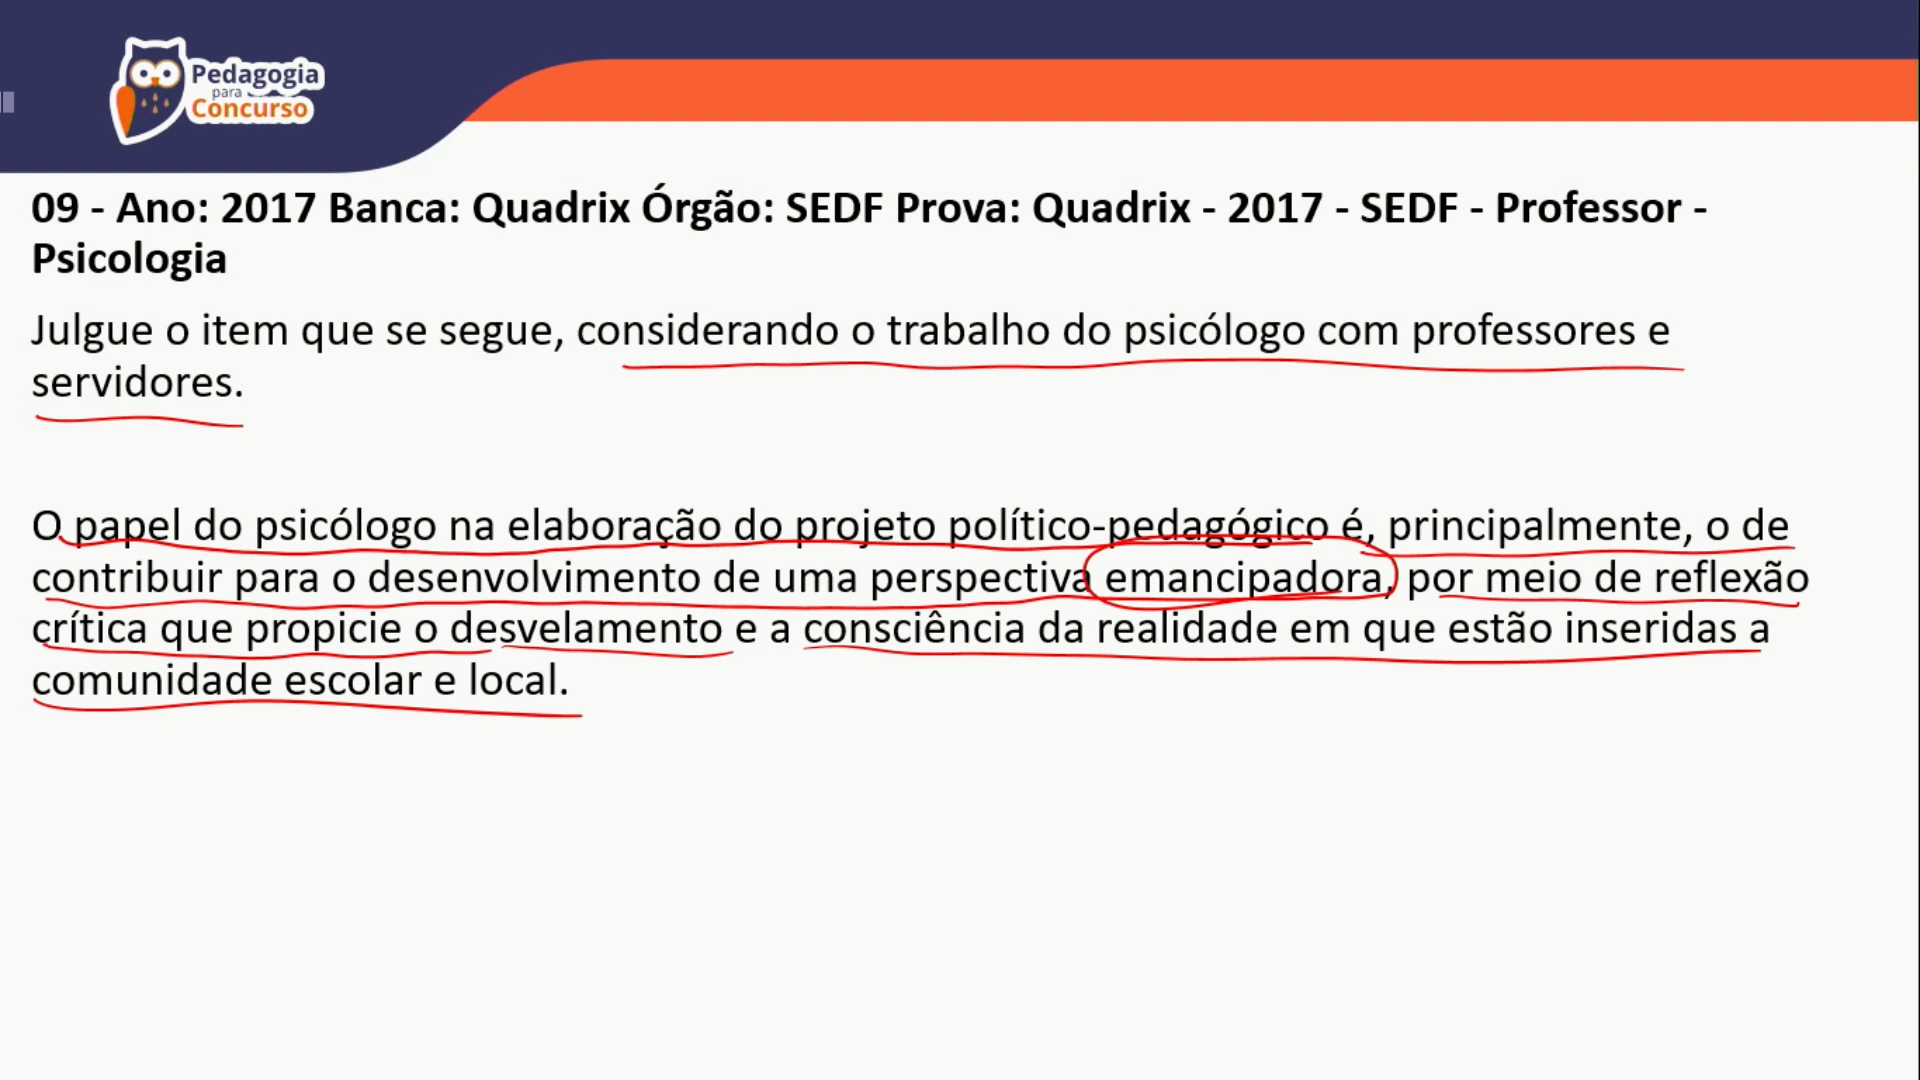 Pedagogia
para
Concurso
09 - Ano: 2017 Banca: Quadrix Órgão: SEDF Prova: Quadrix - 2017 - SEDF - Professor -
Psicologia
Julgue o item que se segue, considerando o trabalho do psicólogo com professores e
servidores.
O papel do psicólogo na elaboração do projeto político-pedagógico é, principalmente, o de
contribuir para o desenvolvimento de uma perspectiva emancipadora, por meio de reflexão
crítica que propicie o desvelamento e a consciência da realidade em que estão inseridas a
comunidade escolar e local.